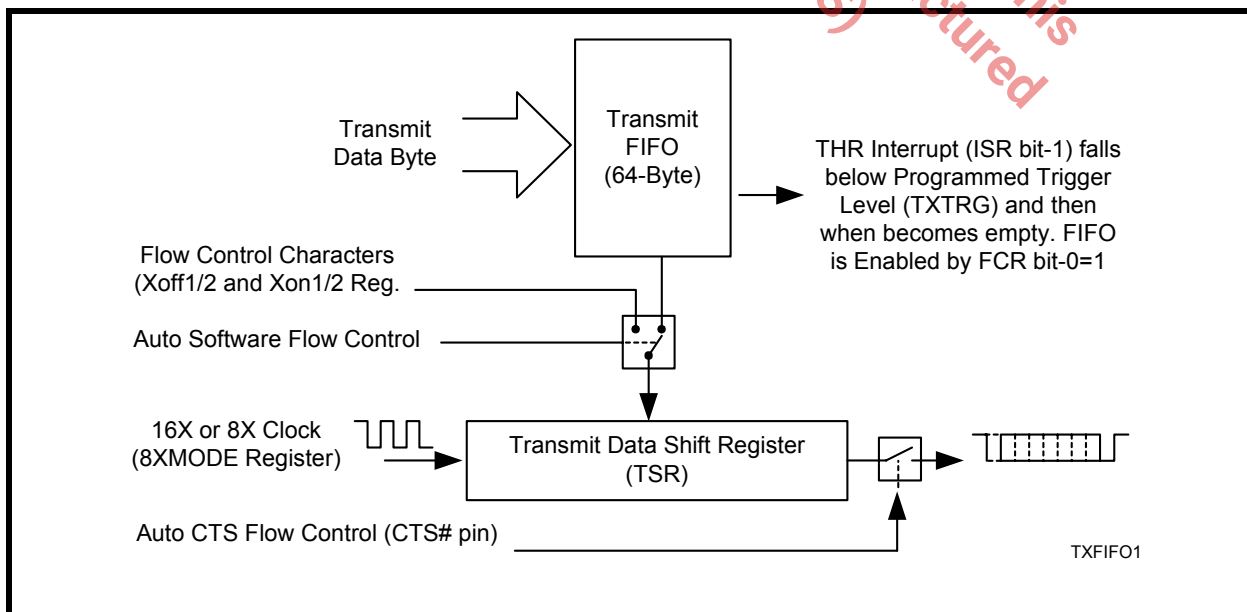 his
ctured
s)
Transmit
Data Byte
Transmit
FIFO
(64-Byte)
THR Interrupt (ISR bit-1) falls
below Programmed Trigger
Level (TXTRG) and then
when becomes empty. FIFO
is Enabled by FCR bit-0=1
Flow Control Characters
(Xoff1/2 and Xon1/2 Reg.
Auto Software Flow Control
16X or 8X Clock
(8XMODE Register)
Transmit Data Shift Register
(TSR)
Auto CTS Flow Control (CTS# pin)
TXFIFO1